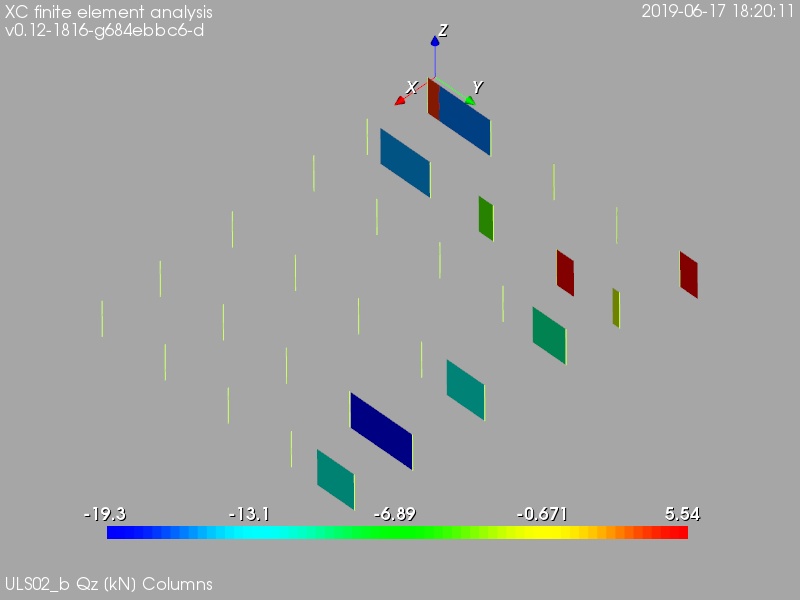 XC finite element analysis
2019-06-17 18:20:11
v0.12-1816-g684ebbc6-d
Z
X
Y
-19.3
-13.1
-6.89
-0.671
5.54
ULS02_b Qz (kN) Columns